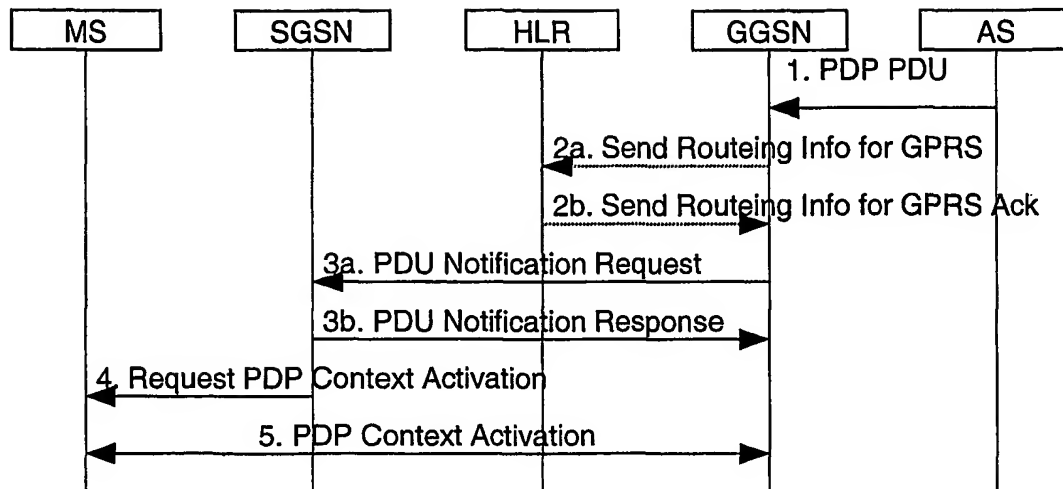 MS SGSN HLR GGSN AS
1. PDP PDU
2a. Send Routeing Info for GPRS
2b. Send Routeing Info for GPRS Ack
3a. PDU Notification Request
3b. PDU Notification Response
4. Request PDP Context Activation
5. PDP Context Activation